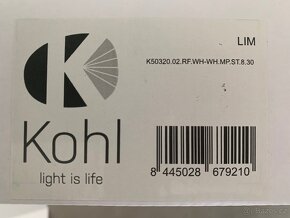 LIM
K50320.02.RF.WH-WH.MP.ST.8.30
Kohl
light is life
8 445028 679210